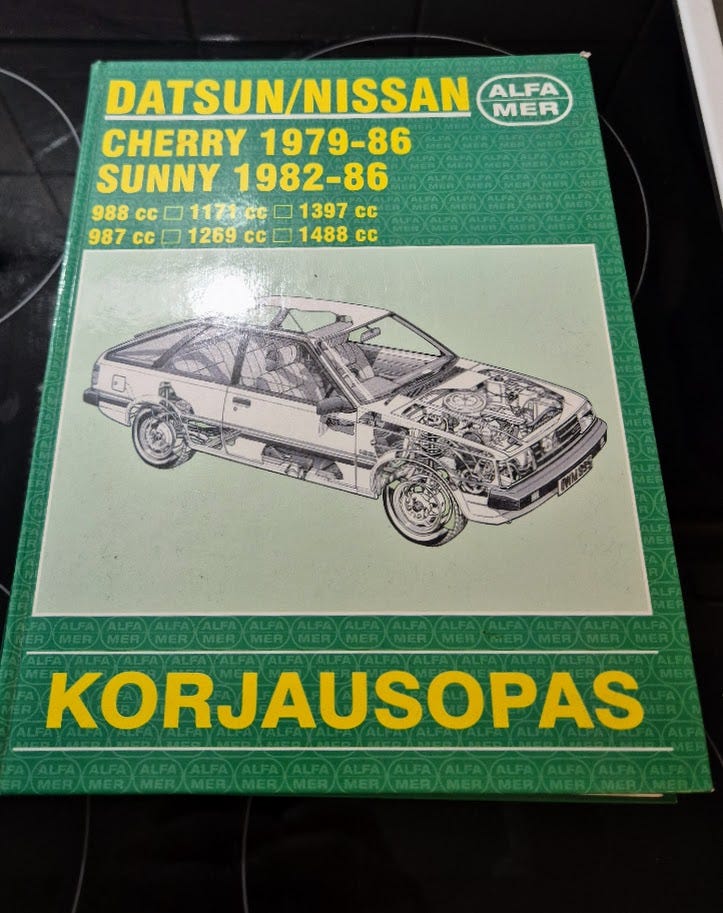 DATSUN/NISSAN
ALFA
MER
CHERRY 1979-86
SUNNY 1982-86
988 cc □ 1171 cc □ 1397 cc
987 cc □ 1269 cc □ 1488 cc
KORJAUSOPAS